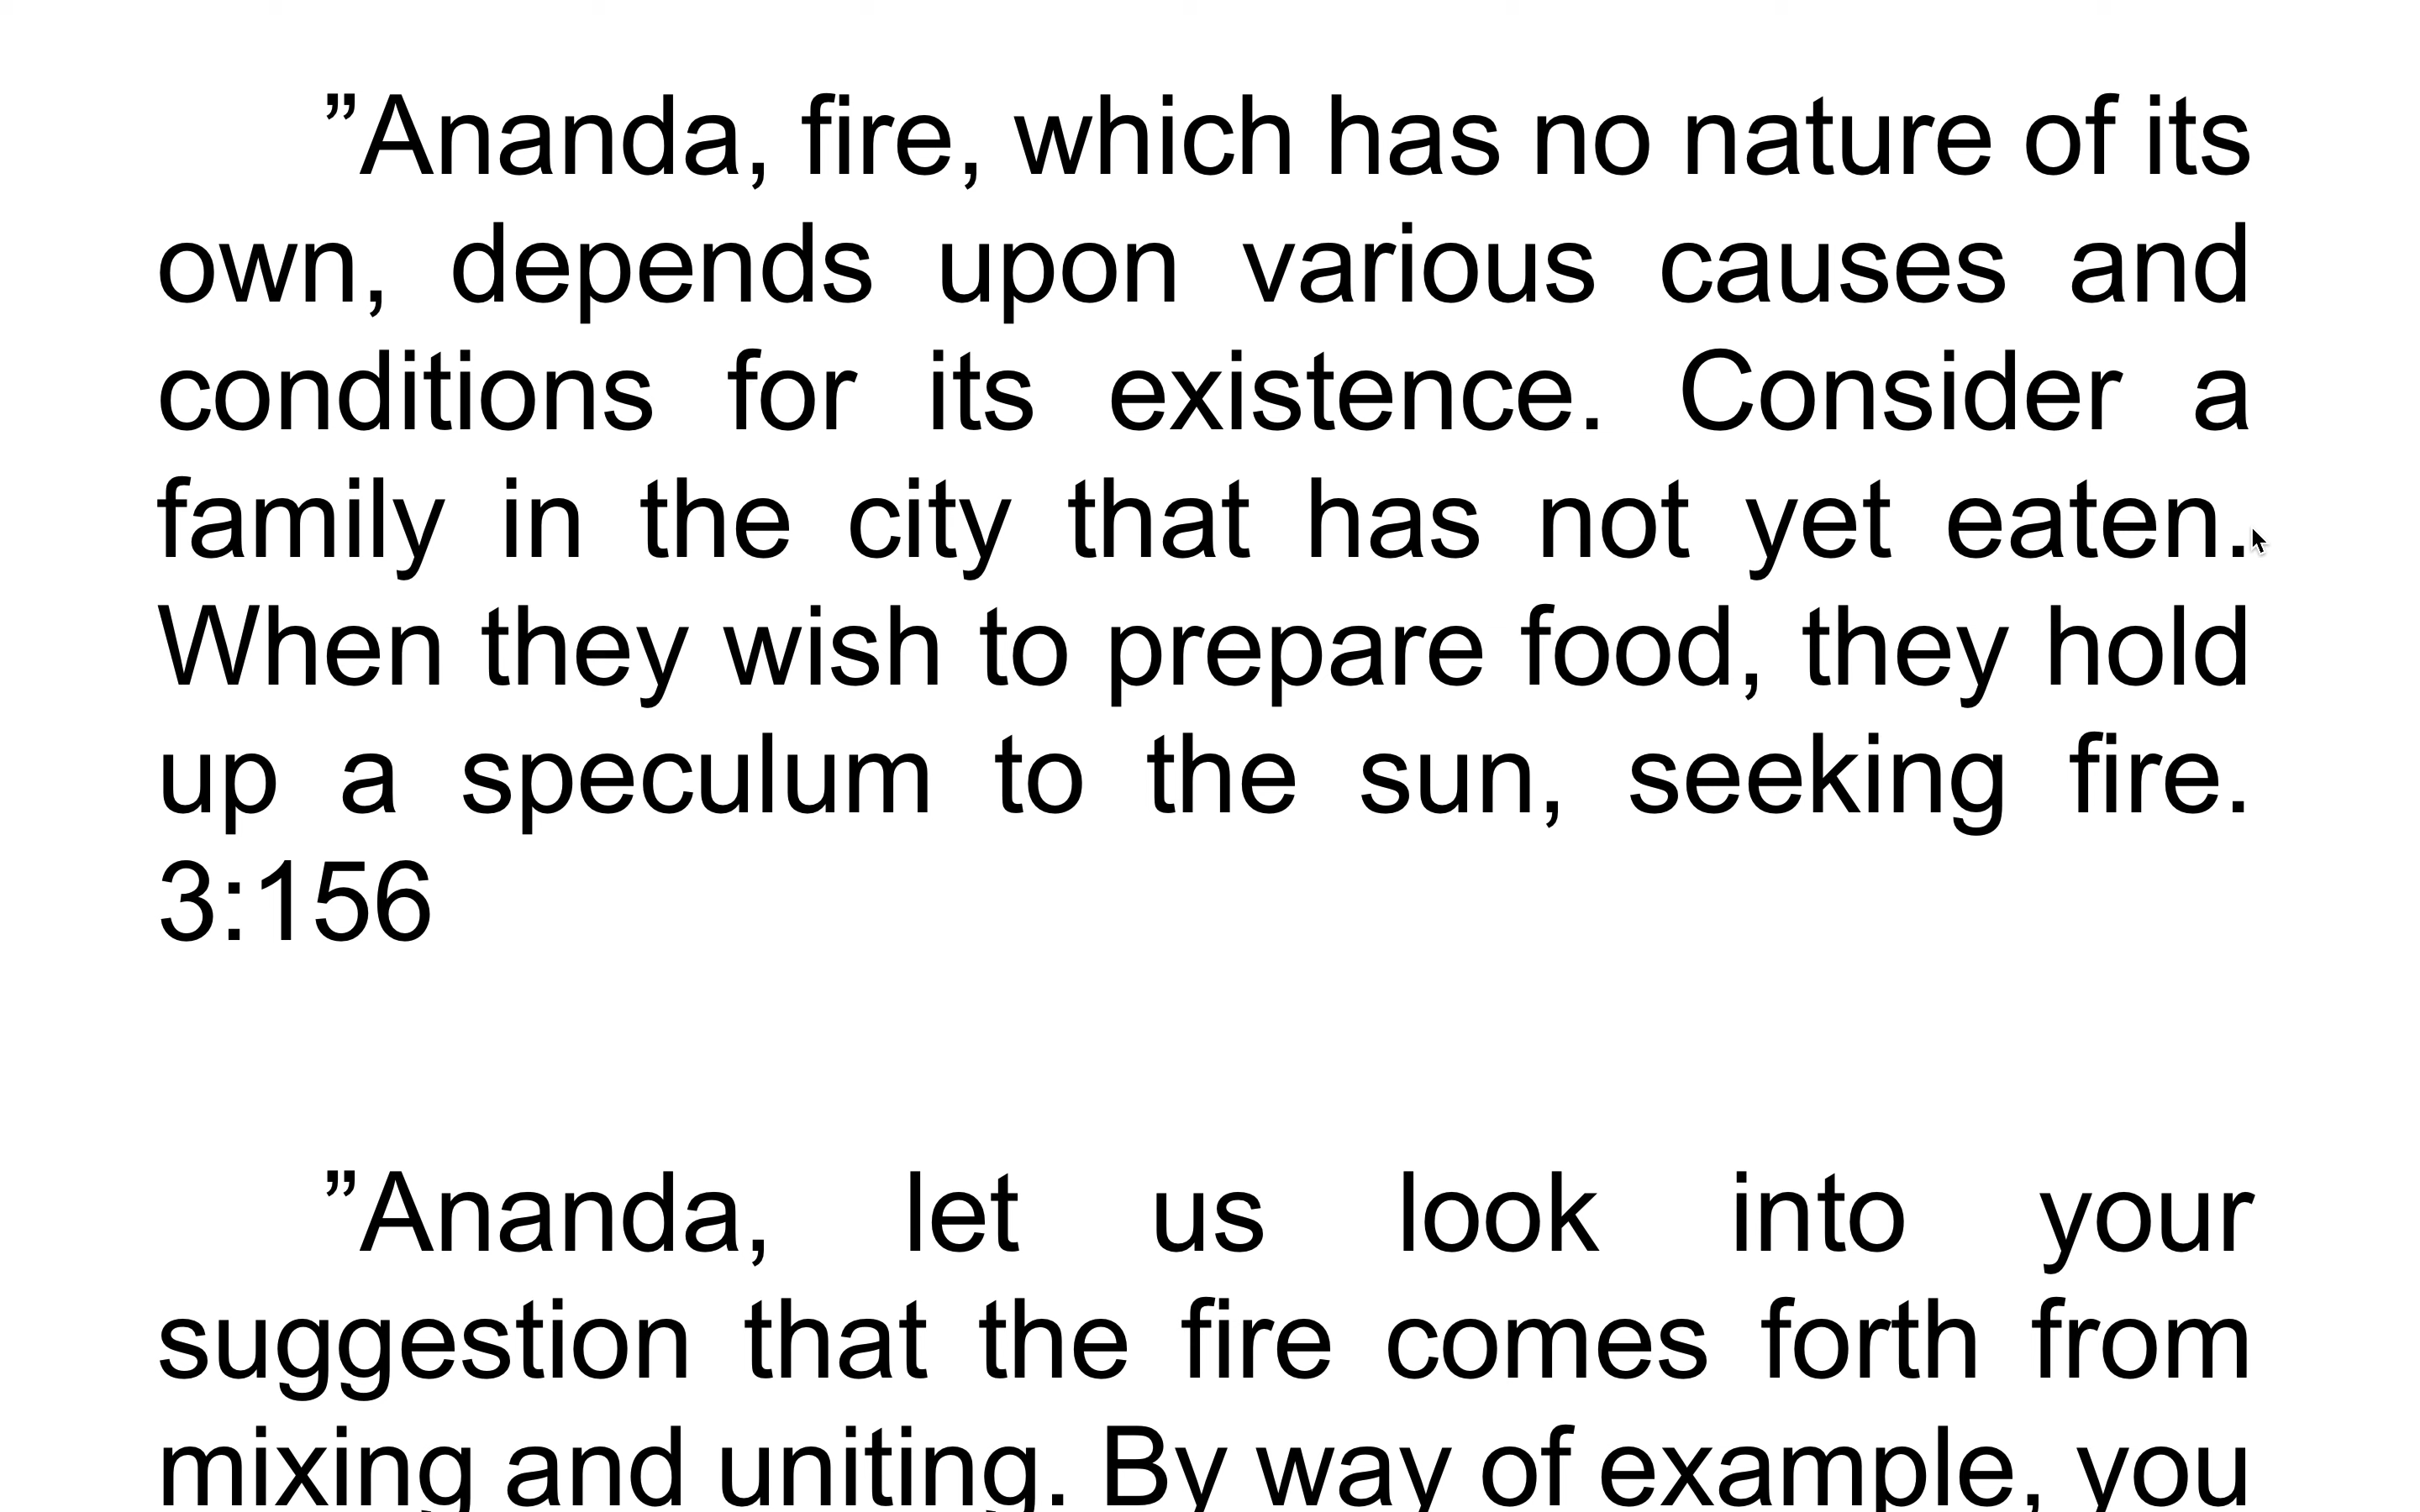 ”Ananda, fire, which has no nature of its
own, depends upon various causes and
conditions for its existence. Consider a
family in the city that has not yet eaten.
When they wish to prepare food, they hold
up a speculum to the sun, seeking fire.
3:156
”Ananda, let us look into your
suggestion that the fire comes forth from
mixing and uniting. By way of example, you